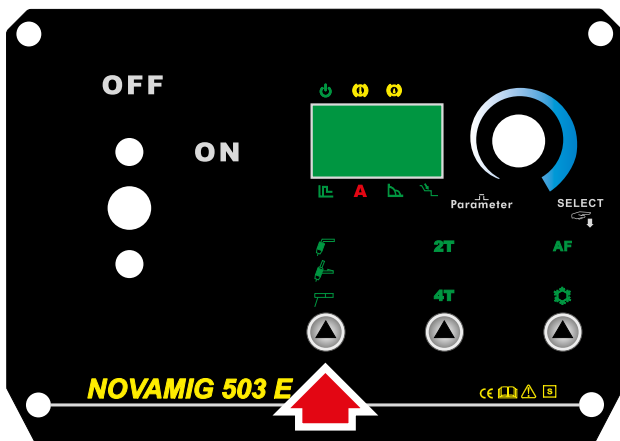 OFF
ON
A
Parameter
SELECT
2T
AF
4T
NOVAMIG 503 E
CE
S